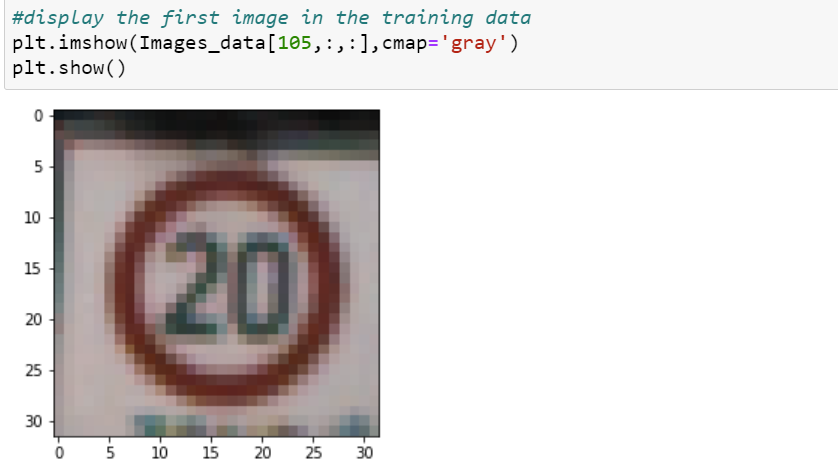 #display the first image in the training data
plt.imshow(Images_data[105,:,:],cmap='gray')
plt.show()
0
5
10
15
20
25
30
20
0 5 10 15 20 25 30